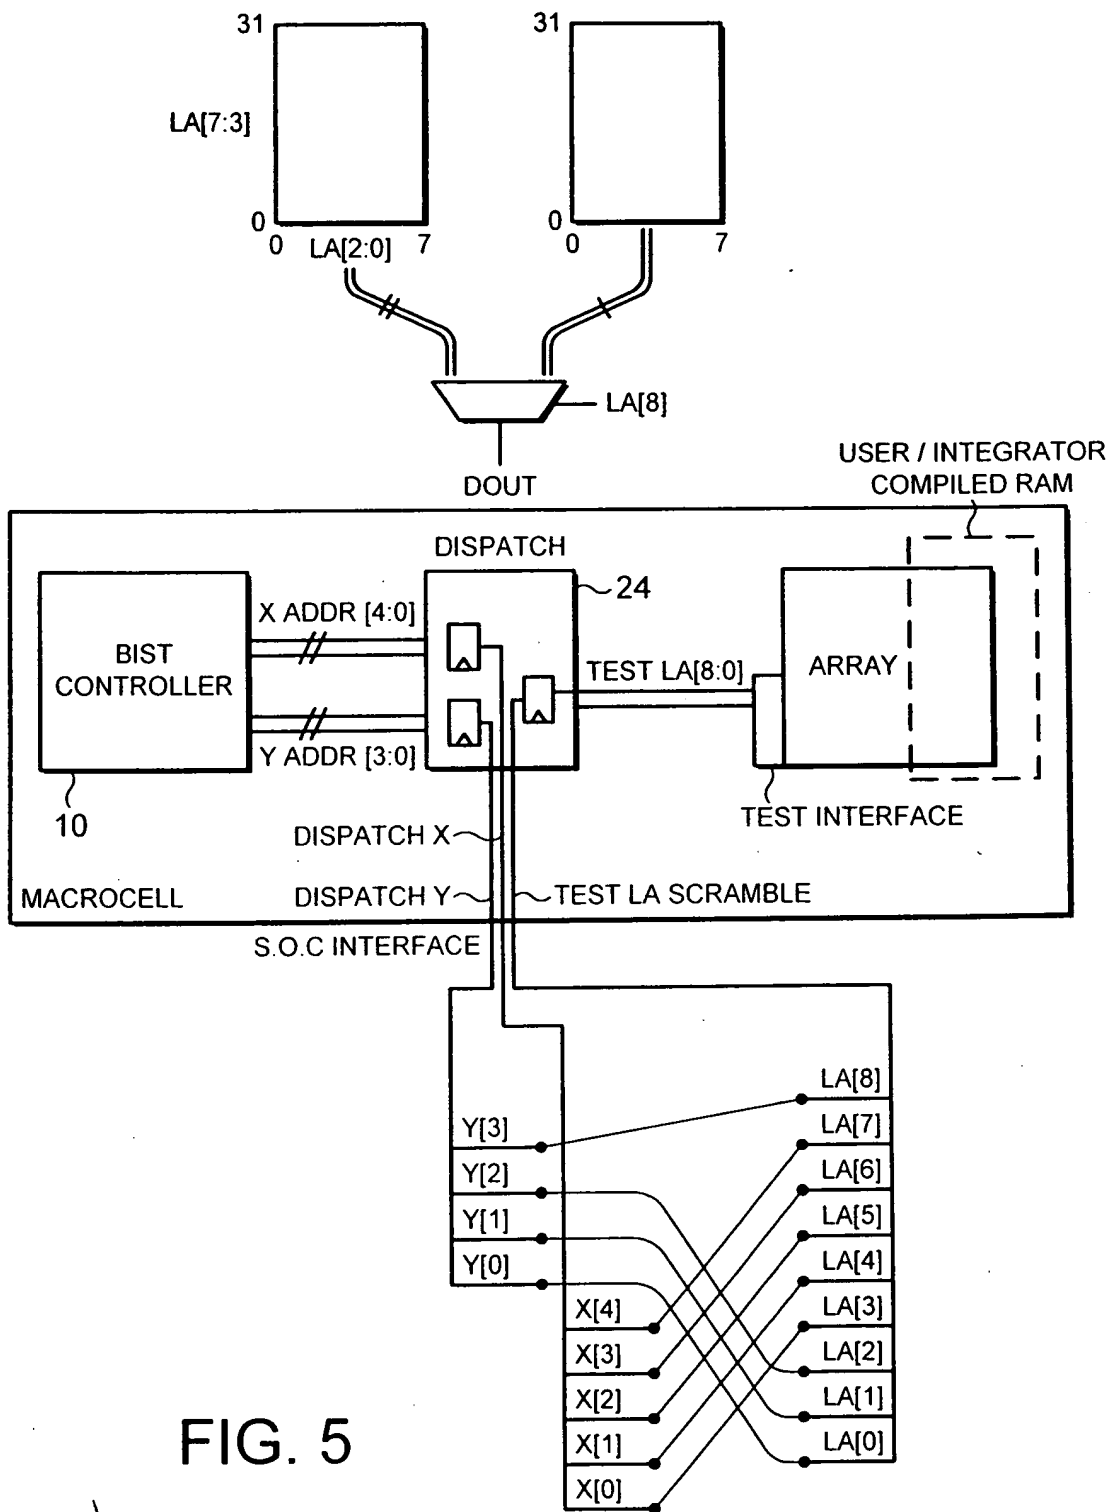 31
31
LA[7:3]
0
0
0
LA[2:0]
7
0
7
LA[8]
DOUT
USER / INTEGRATOR
COMPILED RAM
DISPATCH
24
X ADDR [4:0]
BIST
CONTROLLER
TEST LA[8:0]
ARRAY
Y ADDR [3:0]
10
TEST INTERFACE
DISPATCH X
MACROCELL
DISPATCH Y
TEST LA SCRAMBLE
S.O.C INTERFACE
LA[8]
Y[3]
LA[7]
Y[2]
LA[6]
Y[1]
LA[5]
Y[0]
LA[4]
X[4]
LA[3]
X[3]
LA[2]
X[2]
LA[1]
X[1]
LA[0]
X[0]
FIG. 5